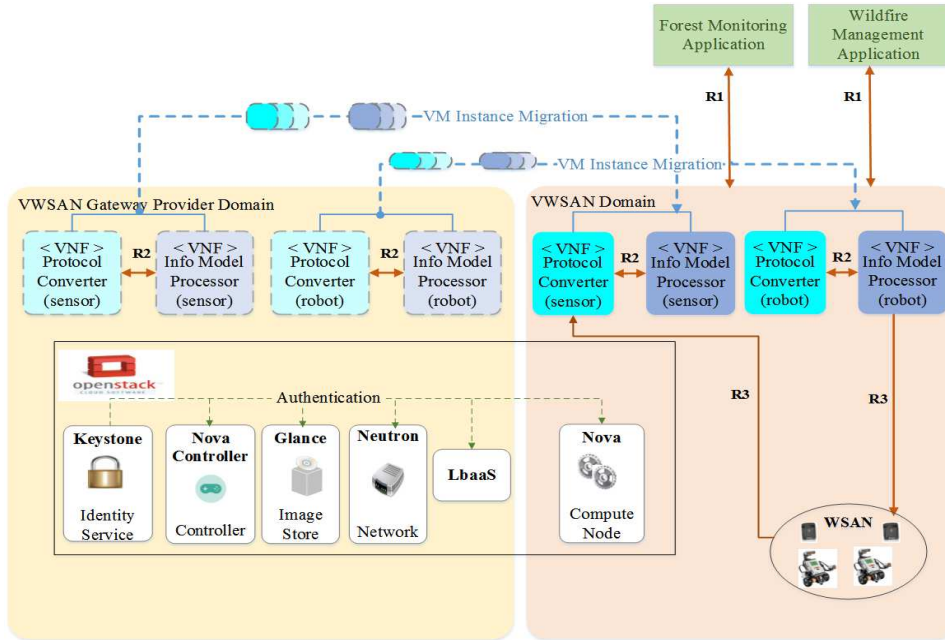 Forest Monitoring
Application
Wildfire
Management
Application
R1
R1
VM Instance Migration
VM Instance Migration
VWSAN Gateway Provider Domain
VWSAN Domain
< VNF >
Protocol
Converter
(sensor)
R2
< VNF >
Info Model
Processor
(sensor)
< VNF >
Protocol
Converter
(robot)
R2
< VNF >
Info Model
Processor
(robot)
< VNF >
Protocol
Converter
(sensor)
R2
< VNF >
Info Model
Processor
(sensor)
< VNF >
Protocol
Converter
(robot)
R2
< VNF >
Info Model
Processor
(robot)
R3
R3
openstack
CLOUD SOFTWARE
Authentication
Keystone
Identity
Service
Nova
Controller
Controller
Glance
Image
Store
Neutron
Network
LbaaS
Nova
Compute
Node
WSAN